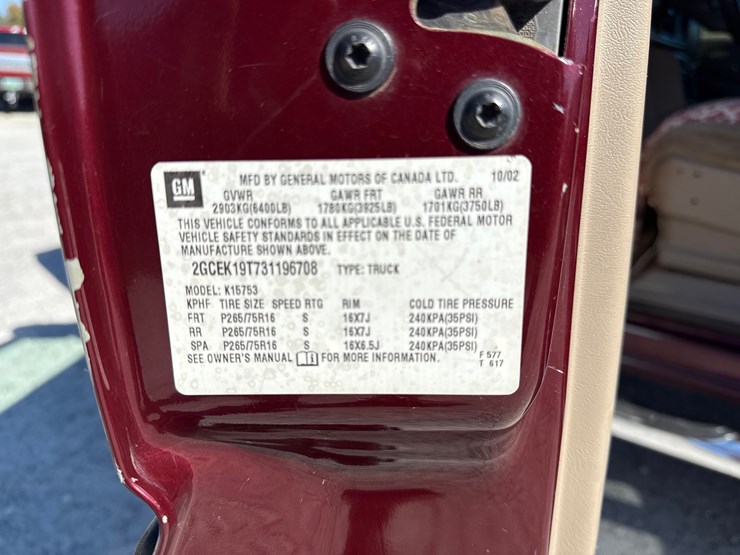 GM
MFD BY GENERAL MOTORS OF CANADA LTD. 10/02
GVWR GAWR FRT GAWR RR
2903KG(6400LB) 1780KG(3925LB) 1701KG(3750LB)
THIS VEHICLE CONFORMS TO ALL APPLICABLE U.S. FEDERAL MOTOR
VEHICLE SAFETY STANDARDS IN EFFECT ON THE DATE OF
MANUFACTURE SHOWN ABOVE.
2GCEK19T731196708 TYPE: TRUCK
MODEL: K15753
KPHF TIRE SIZE SPEED RTG RIM COLD TIRE PRESSURE
FRT P265/75R16 S 16X7J 240KPA(35PSI)
RR P265/75R16 S 16X7J 240KPA(35PSI)
SPA P265/75R16 S 16X6.5J 240KPA(35PSI)
SEE OWNER'S MANUAL FOR MORE INFORMATION. F 577
T 617